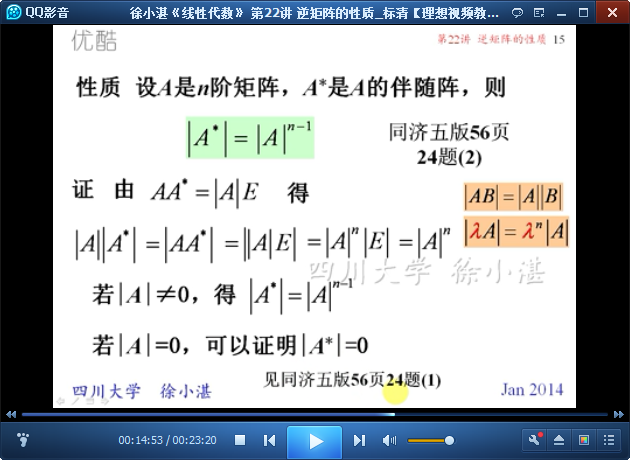 QQ影音
徐小湛《线性代数》 第22讲 逆矩阵的性质_标清【理想视频教...
优酷
第22讲 逆矩阵的性质 15
性质 设A是n阶矩阵，A*是A的伴随阵，则
|A*| = |A|^{n-1}
同济五版56页
24题(2)
证 由 AA* = |A|E 得
|AB| = |A||B|
|λA| = λ^n|A|
|A||A*| = |AA*| = ||A|E| = |A|^n|E| = |A|^n
四川大学 徐小湛
若|A|≠0，得 |A*| = |A|^{n-1}
若|A|=0，可以证明|A*|=0
见同济五版56页24题(1)
四川大学 徐小湛
Jan 2014
00:14:53 / 00:23:20